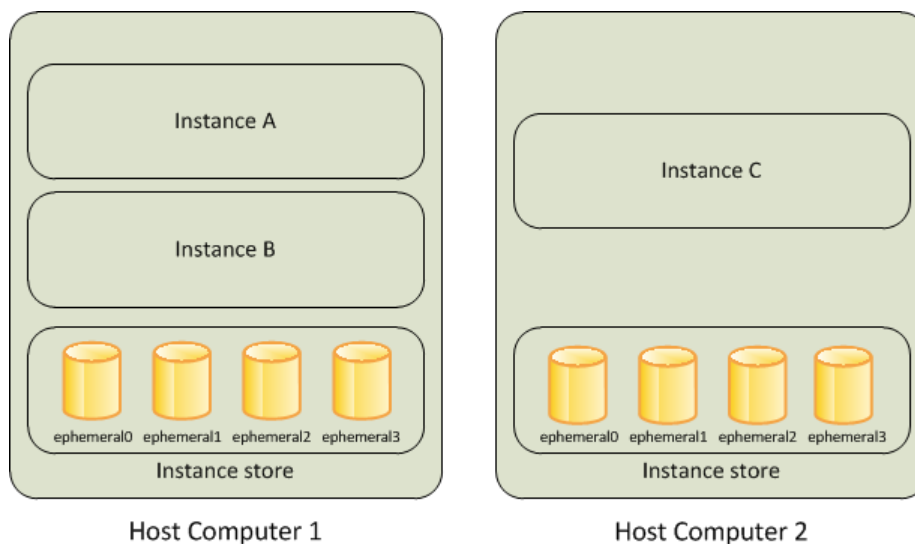 Instance A
Instance B
ephemeral0 ephemeral1 ephemeral2 ephemeral3
Instance store
Host Computer 1
Instance C
ephemeral0 ephemeral1 ephemeral2 ephemeral3
Instance store
Host Computer 2